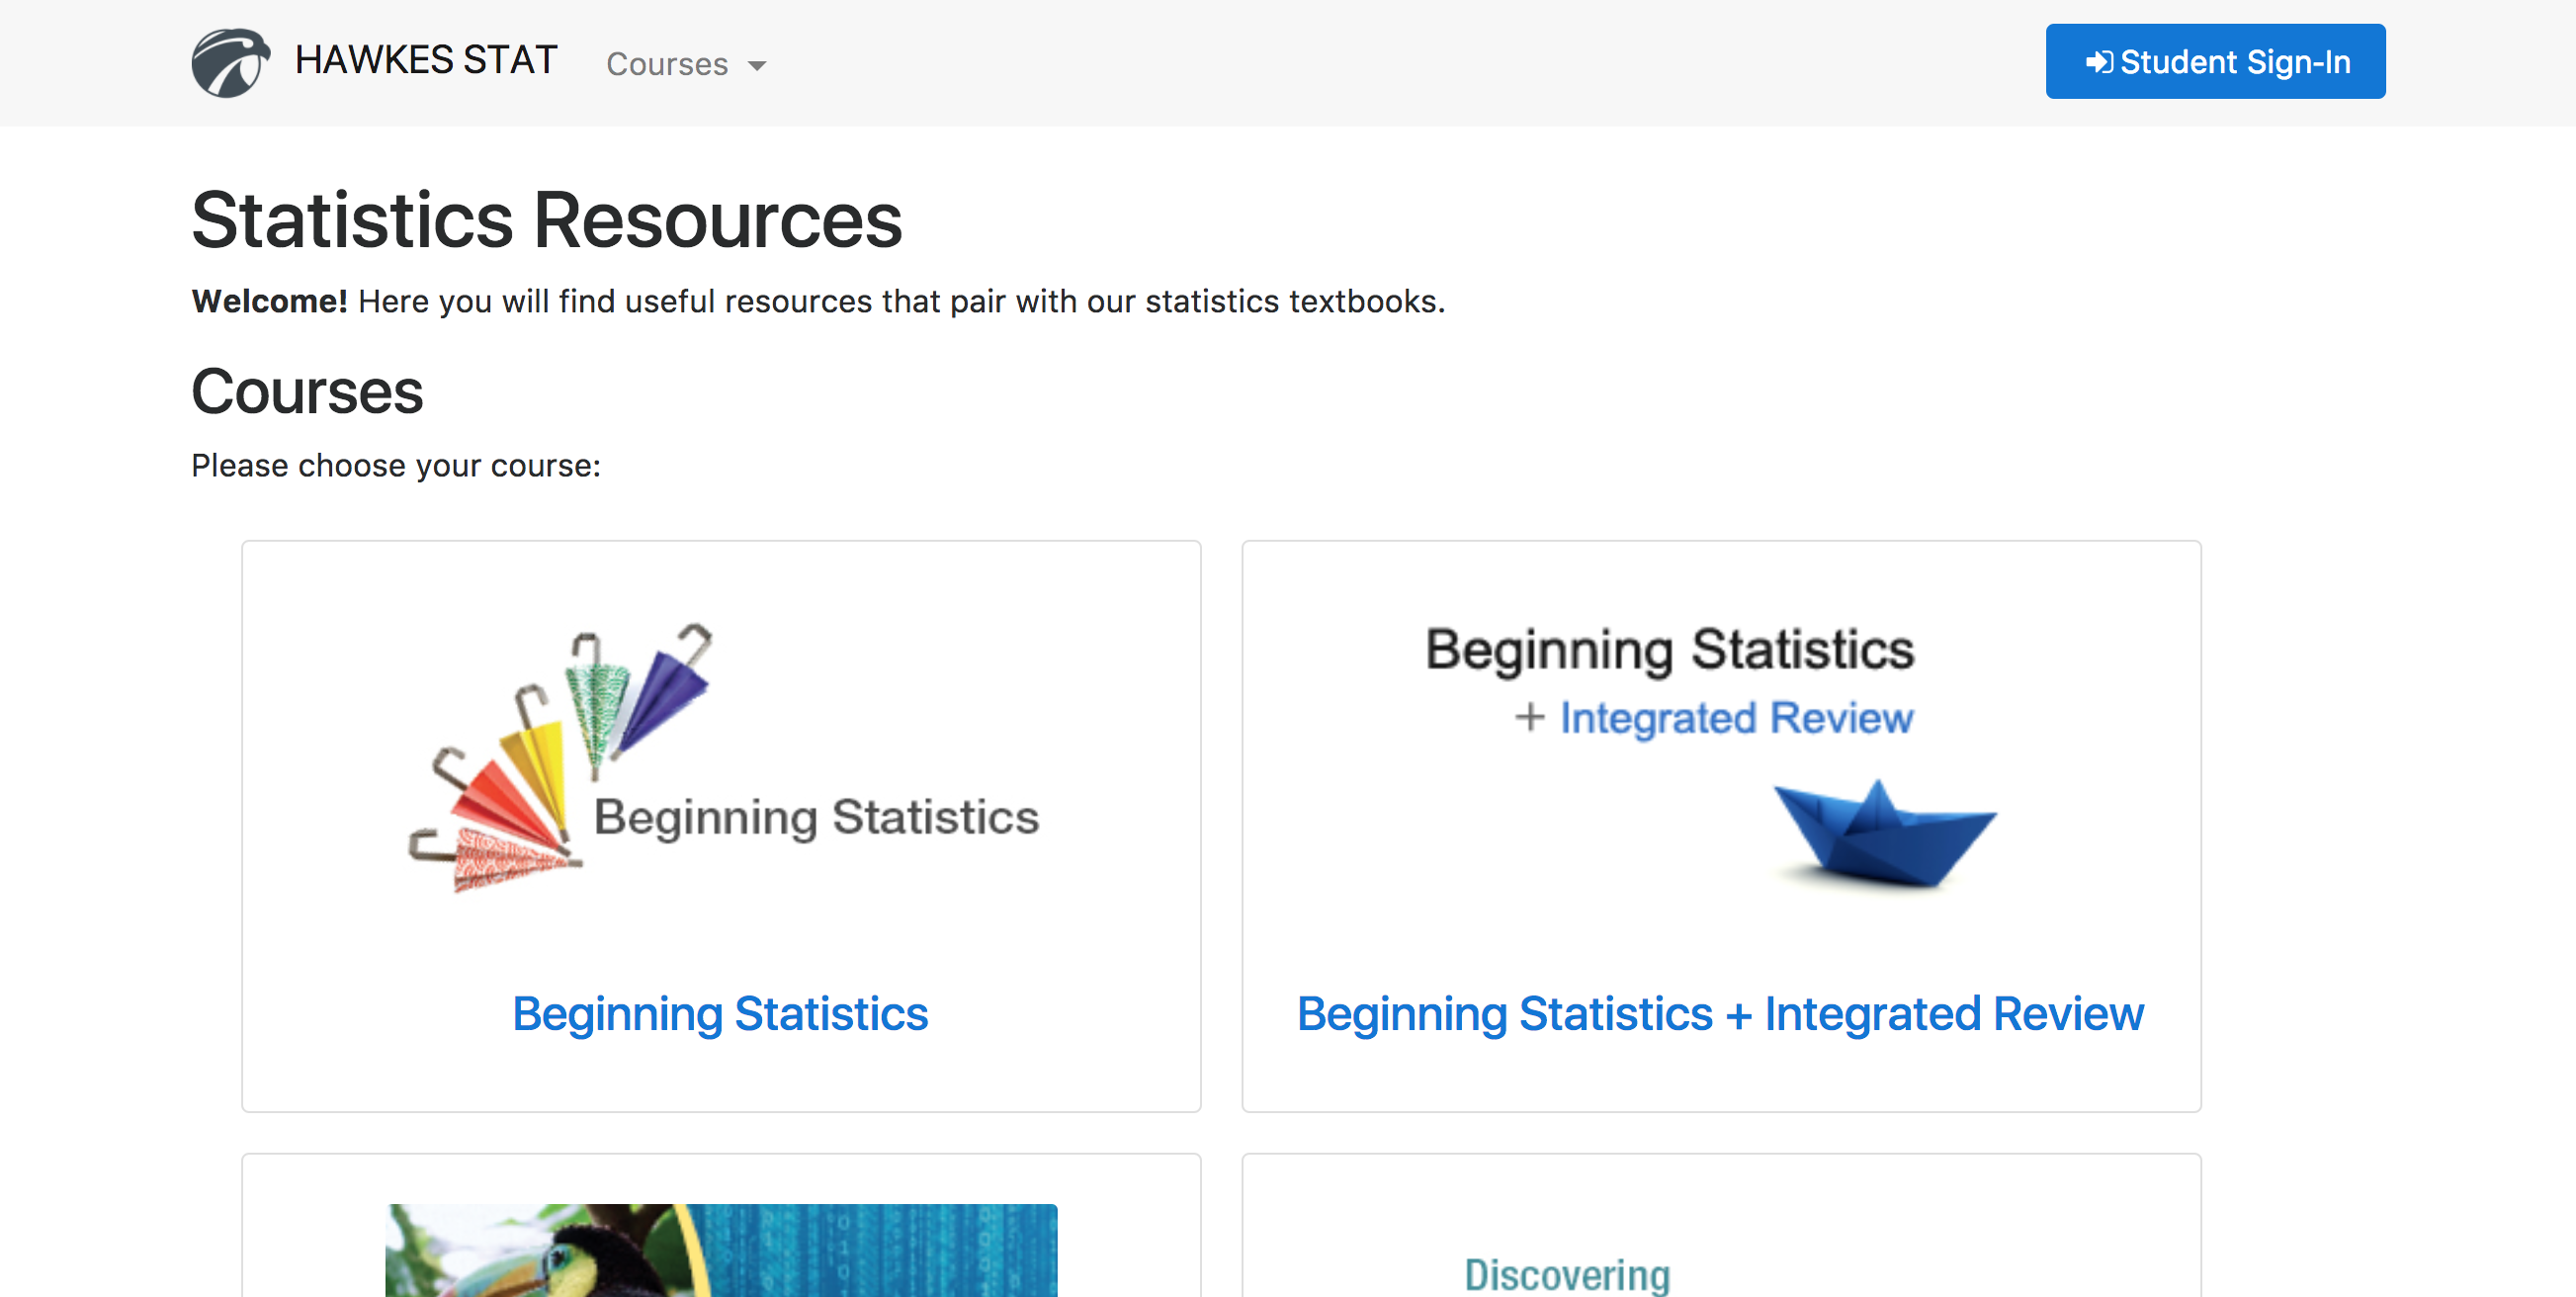 HAWKES STAT
Courses
Student Sign-In
Statistics Resources
Welcome! Here you will find useful resources that pair with our statistics textbooks.
Courses
Please choose your course:
Beginning Statistics
Beginning Statistics
Beginning Statistics
+ Integrated Review
Beginning Statistics + Integrated Review
Discovering